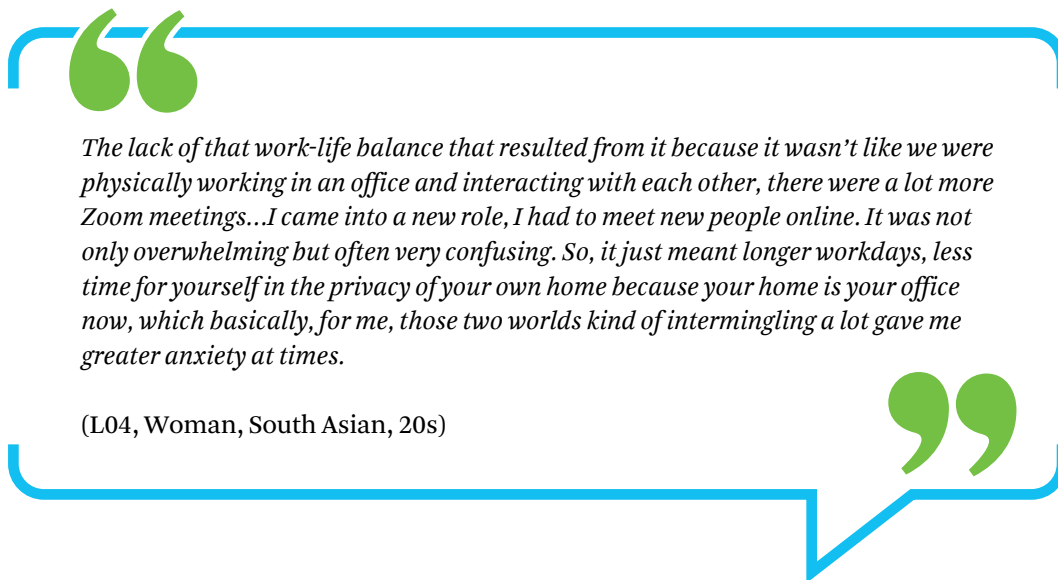 The lack of that work-life balance that resulted from it because it wasn’t like we were
physically working in an office and interacting with each other, there were a lot more
Zoom meetings…I came into a new role, I had to meet new people online. It was not
only overwhelming but often very confusing. So, it just meant longer workdays, less
time for yourself in the privacy of your own home because your home is your office
now, which basically, for me, those two worlds kind of intermingling a lot gave me
greater anxiety at times.
(L04, Woman, South Asian, 20s)